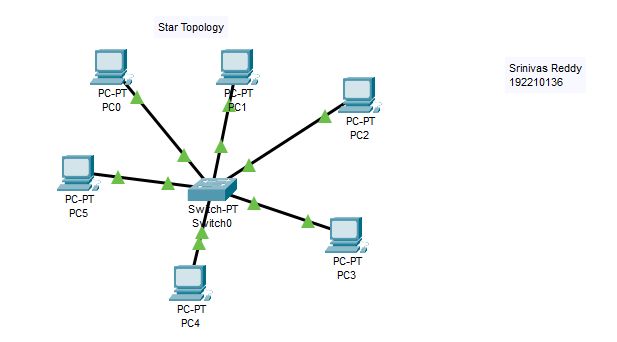 Star Topology
Srinivas Reddy
192210136
PC-PT
PC0
PC-PT
PC1
PC-PT
PC2
PC-PT
PC5
Switch-PT
Switch0
PC-PT
PC3
PC-PT
PC4